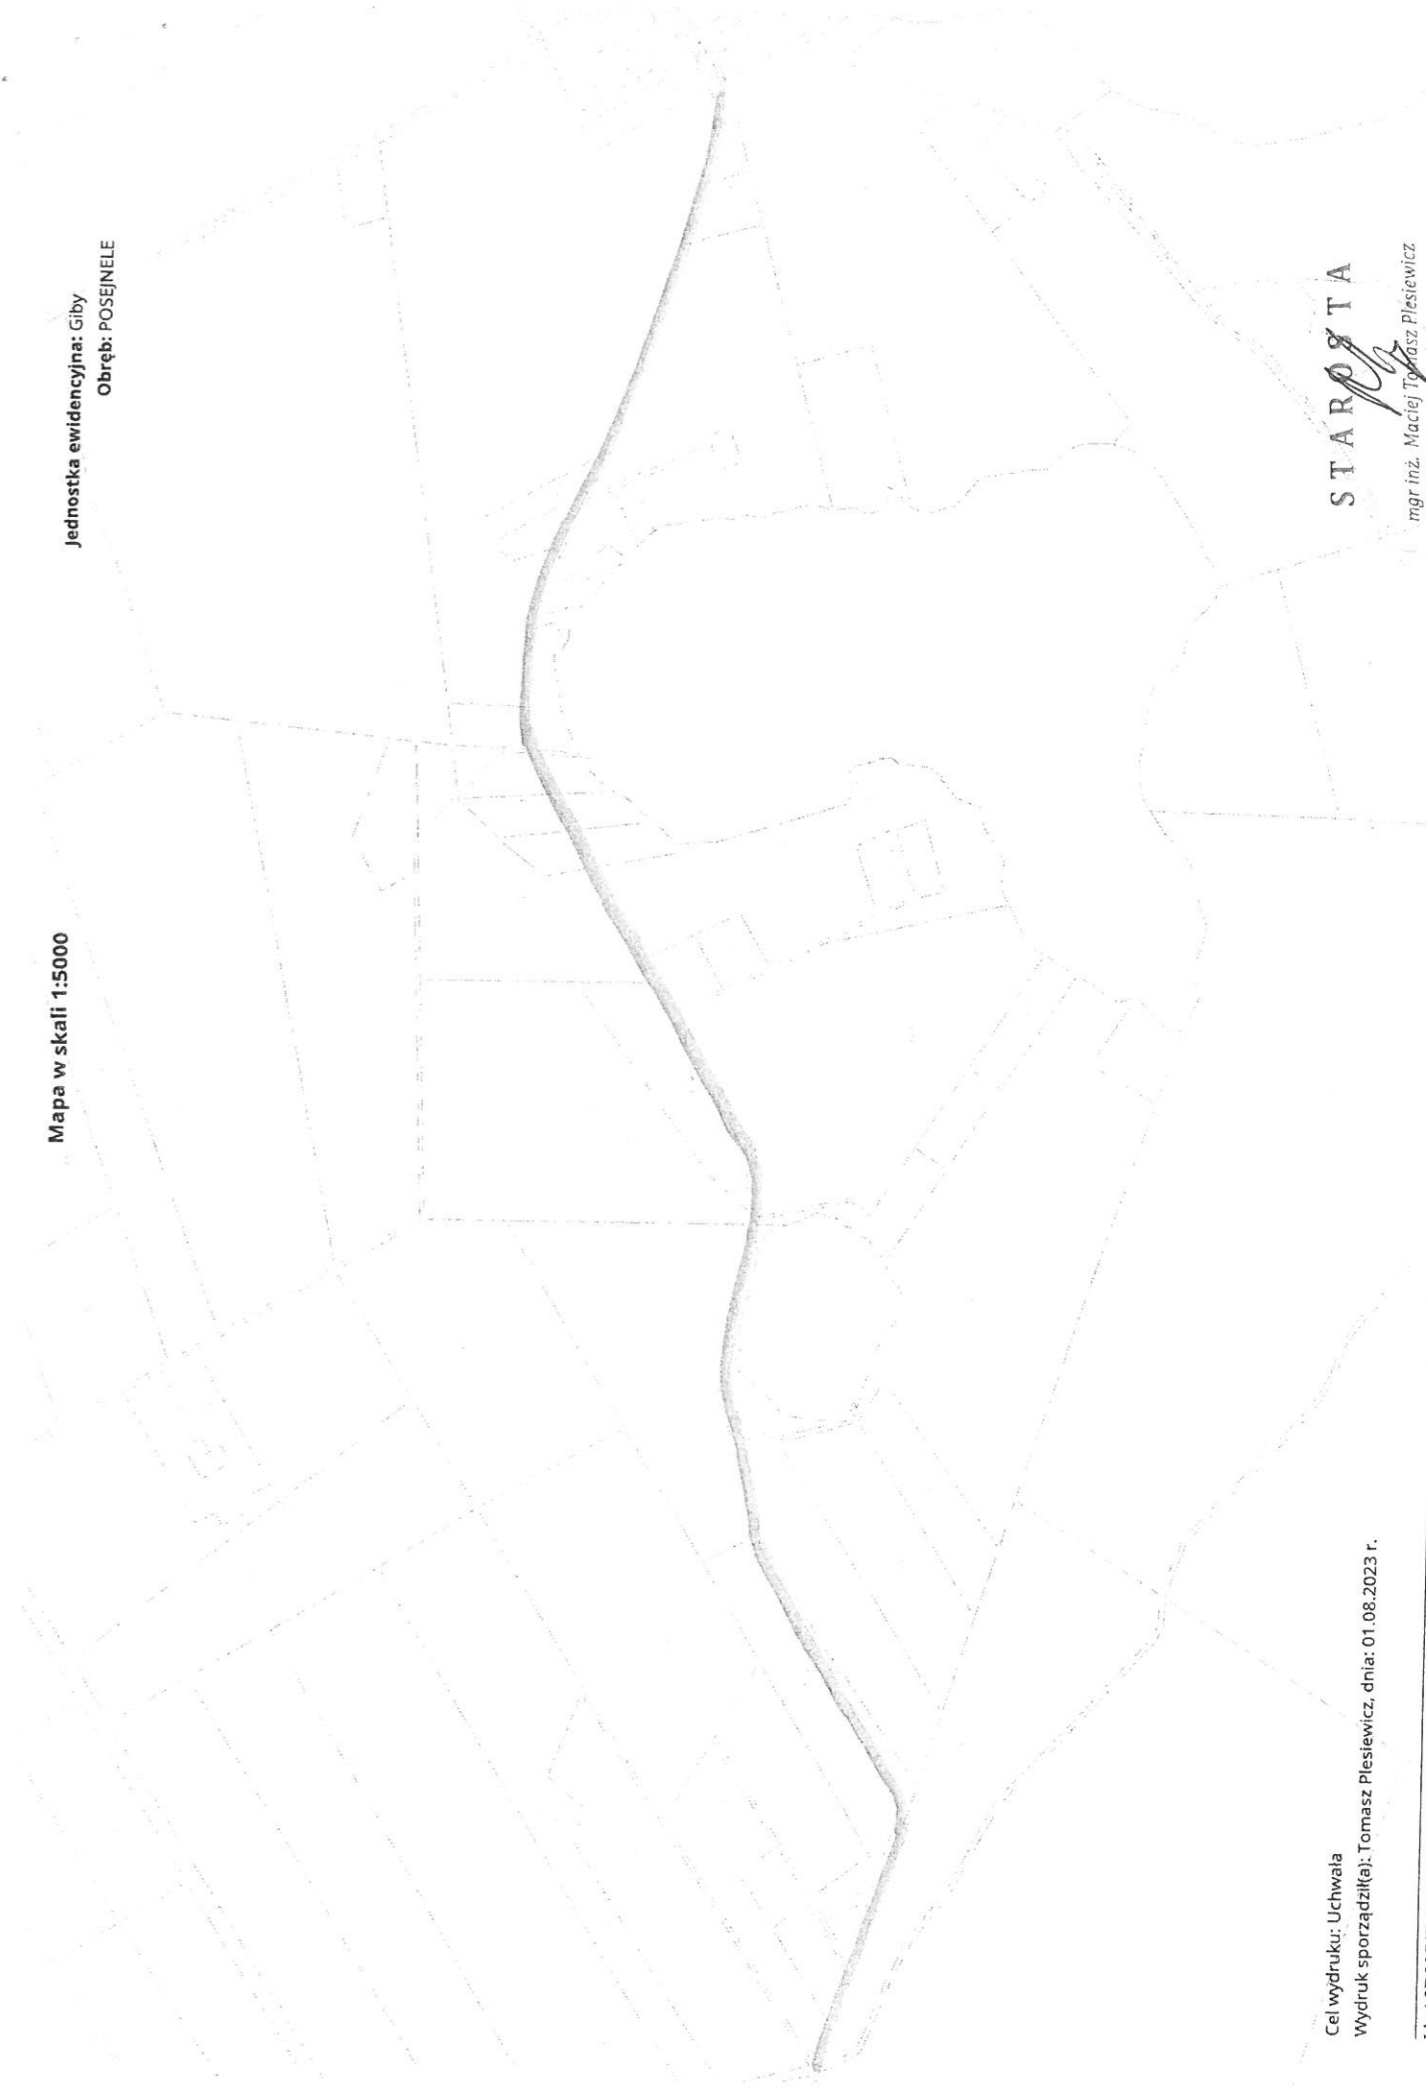 Mapa w skali 1:5000
Jednostka ewidencyjna: Giby
Obręb: POSEJNELE
Cel wydruku: Uchwała
Wydruk sporządził(a): Tomasz Plesiewicz, dnia: 01.08.2023 r.
STAROSTA
mgr inż. Maciej Tomasz Plesiewicz